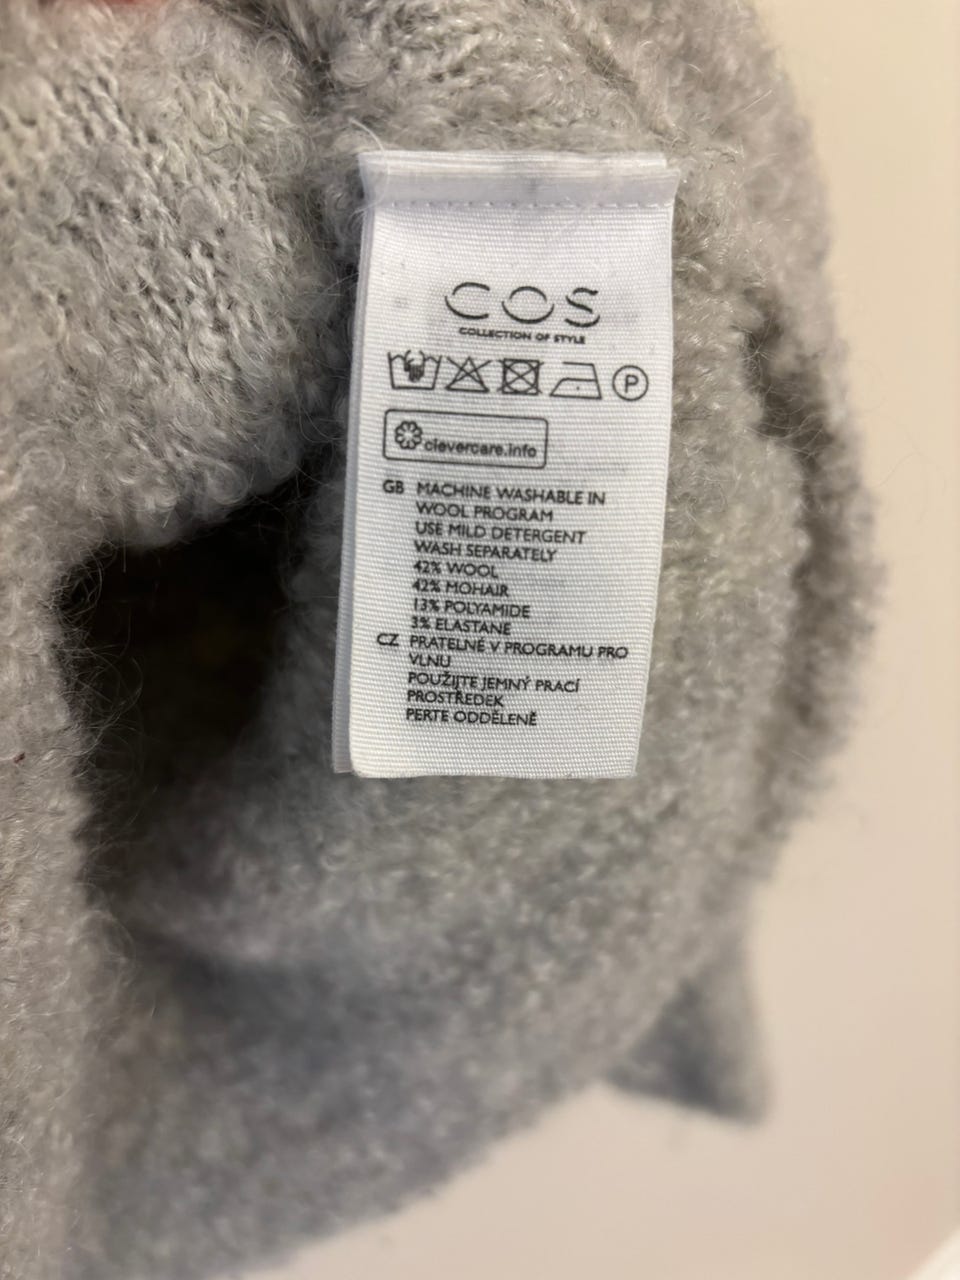 COS
COLLECTION OF STYLE
P
clevercare.info
GB MACHINE WASHABLE IN
WOOL PROGRAM
USE MILD DETERGENT
WASH SEPARATELY
42% WOOL
42% MOHAIR
13% POLYAMIDE
3% ELASTANE
CZ PRATELNÉ V PROGRAMU PRO
VLNU
POUŽIJTE JEMNÝ PRACÍ
PROSTŘEDEK
PERTE ODDĚLENĚ